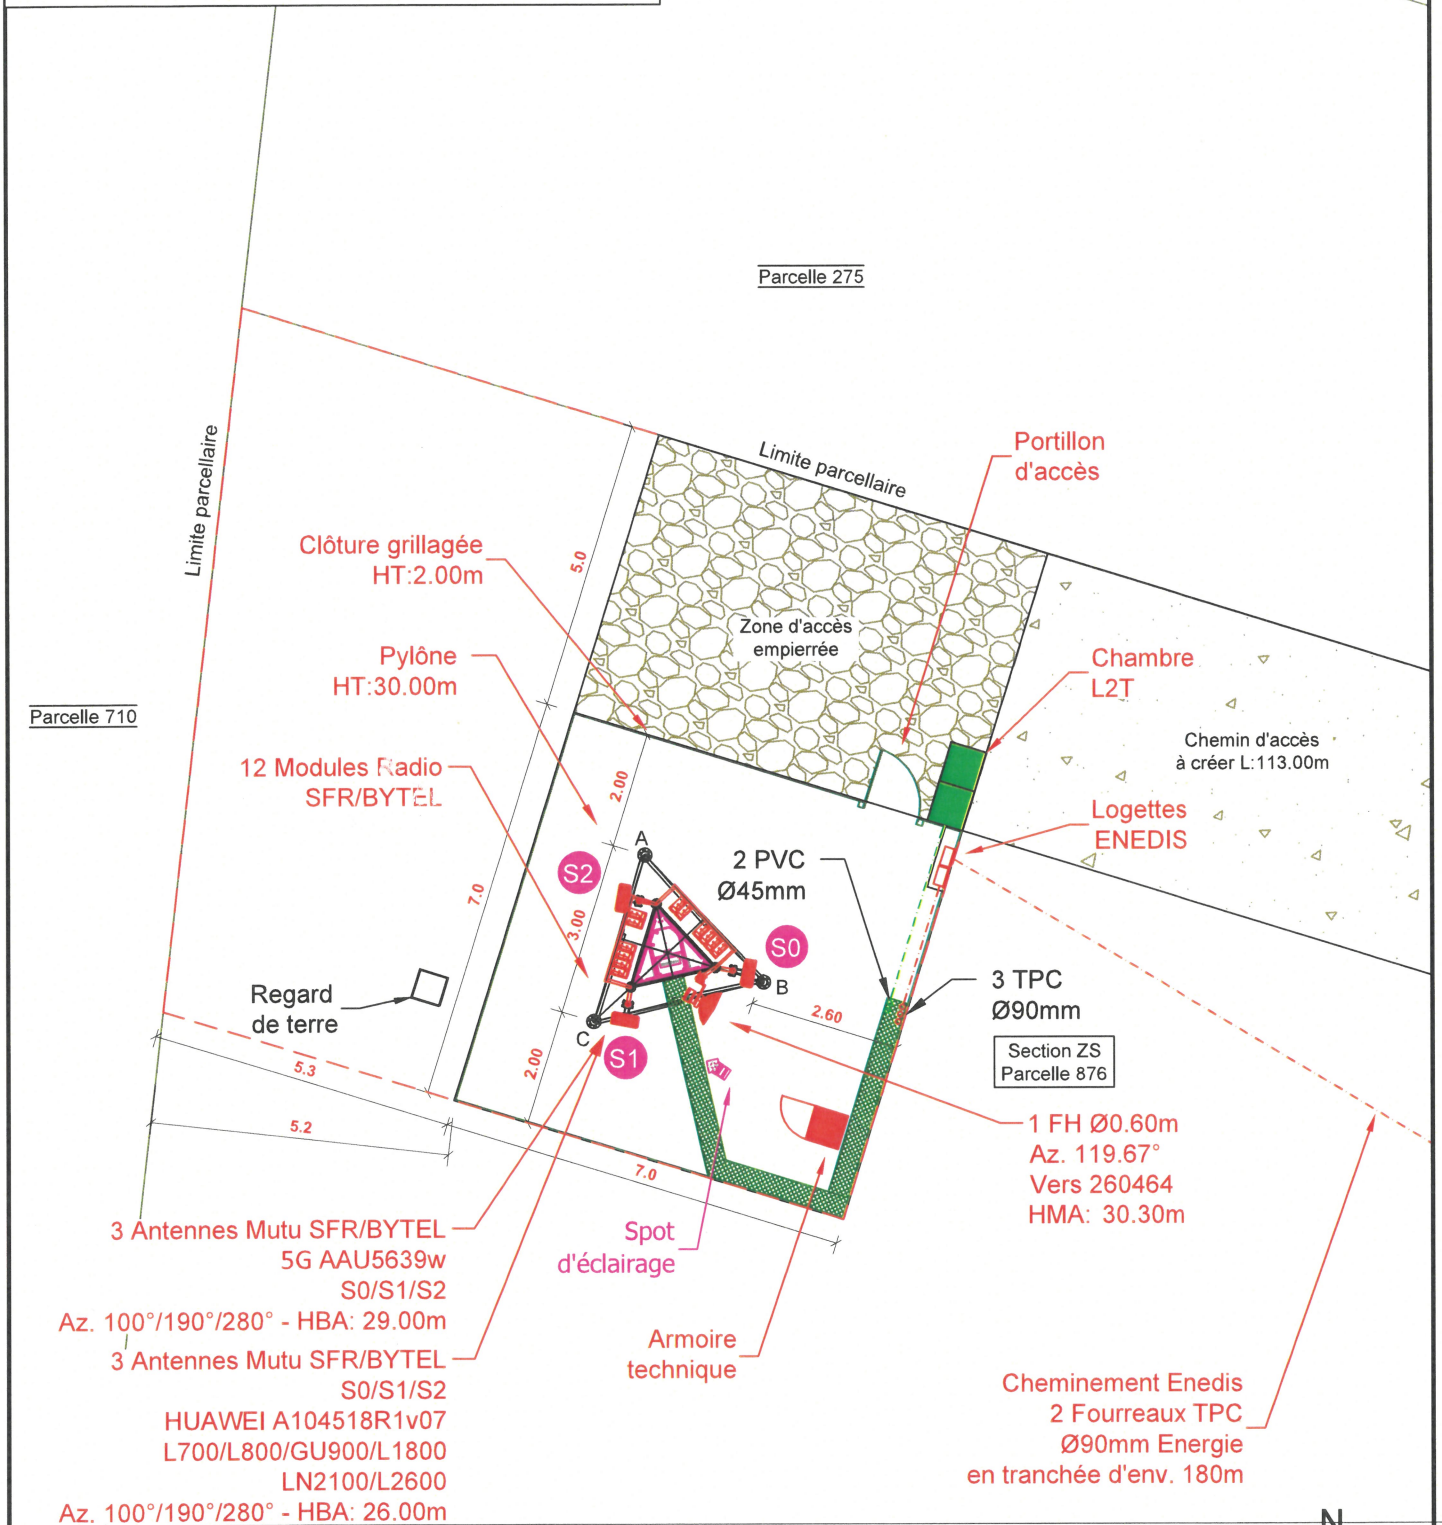 Parcelle 275
Limite parcellaire
Limite parcellaire
Portillon
d'accès
Clôture grillagée
HT:2.00m
5.0
Zone d'accès
empierrée
Pylône
HT:30.00m
Chambre
L2T
Parcelle 710
Chemin d'accès
à créer L:113.00m
12 Modules Radio
SFR/BYTEL
2.00
Logettes
ENEDIS
A
2 PVC
Ø45mm
S2
7.0
3.00
S0
B
Regard
de terre
3 TPC
Ø90mm
2.60
C
S1
Section ZS
Parcelle 876
2.00
5.3
5.2
1 FH Ø0.60m
Az. 119.67°
Vers 260464
HMA: 30.30m
7.0
3 Antennes Mutu SFR/BYTEL
5G AAU5639w
S0/S1/S2
Az. 100°/190°/280° - HBA: 29.00m
Spot
d'éclairage
Armoire
technique
3 Antennes Mutu SFR/BYTEL
S0/S1/S2
HUAWEI A104518R1v07
L700/L800/GU900/L1800
LN2100/L2600
Az. 100°/190°/280° - HBA: 26.00m
Cheminement Enedis
2 Fourreaux TPC
Ø90mm Energie
en tranchée d'env. 180m
N